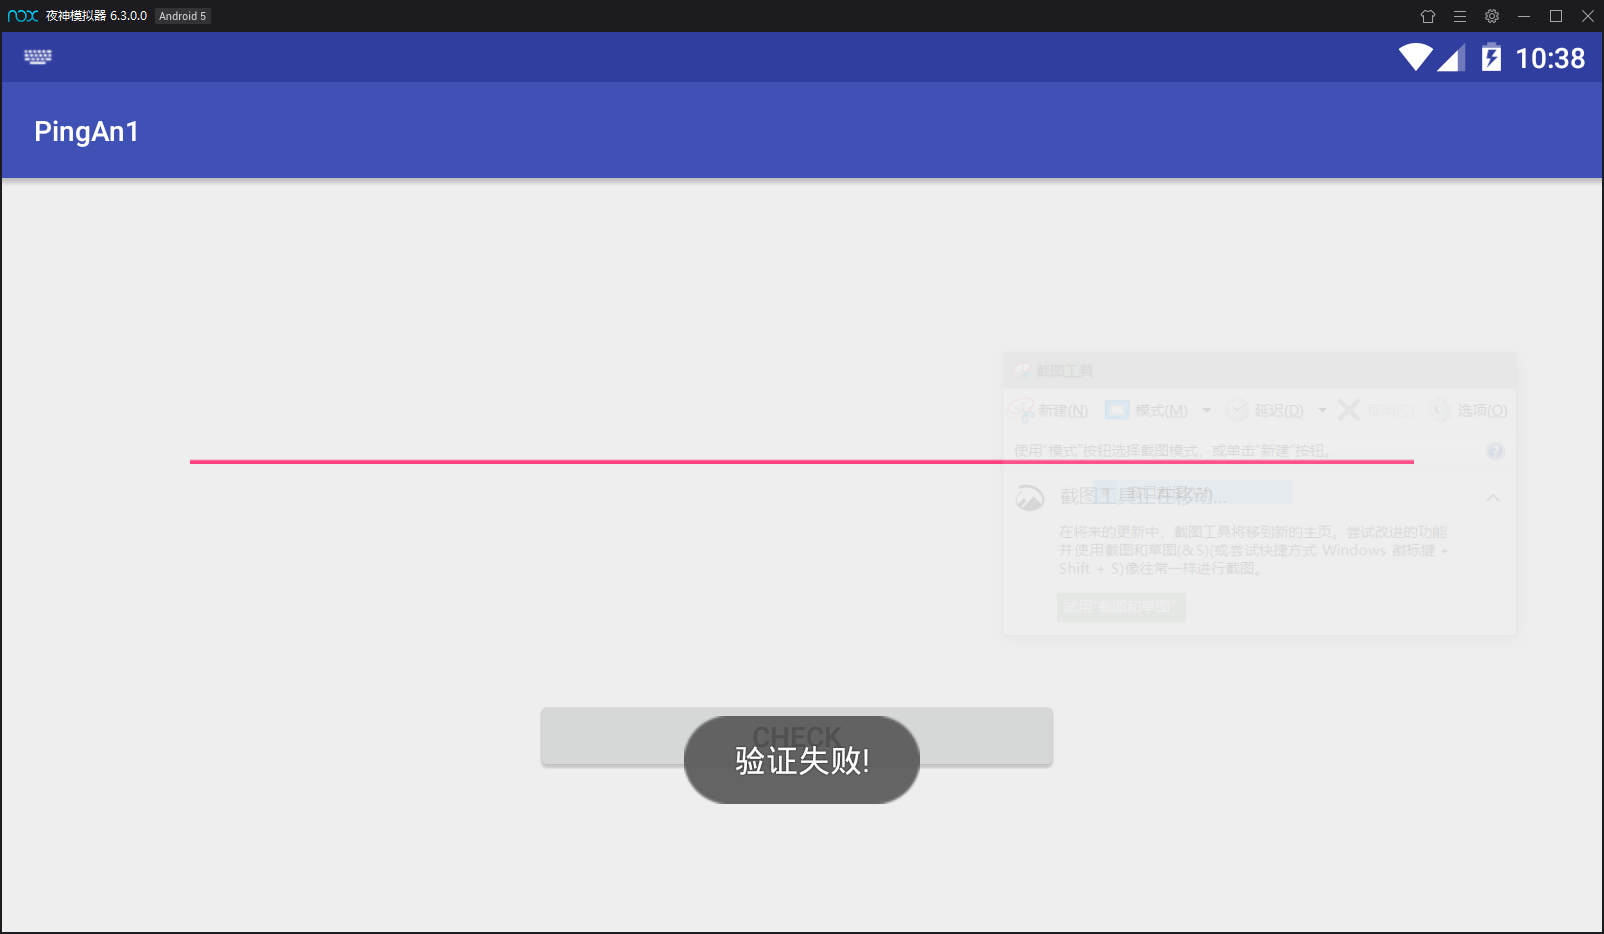 nox 夜神模拟器 6.3.0.0 Android 5
10:38
PingAn1
截图工具
新建(N) 模式(M) 延迟(D) 取消(C) 选项(O)
使用"模式"按钮选择截图模式，或单击"新建"按钮。
截图工具正在移动...
在将来的更新中，截图工具将移到新的主页。尝试改进的功能
并使用截图和草图(&S)(或尝试快捷方式 Windows 徽标键 +
Shift + S)像往常一样进行截图。
试用"截图和草图"
CHECK
验证失败!